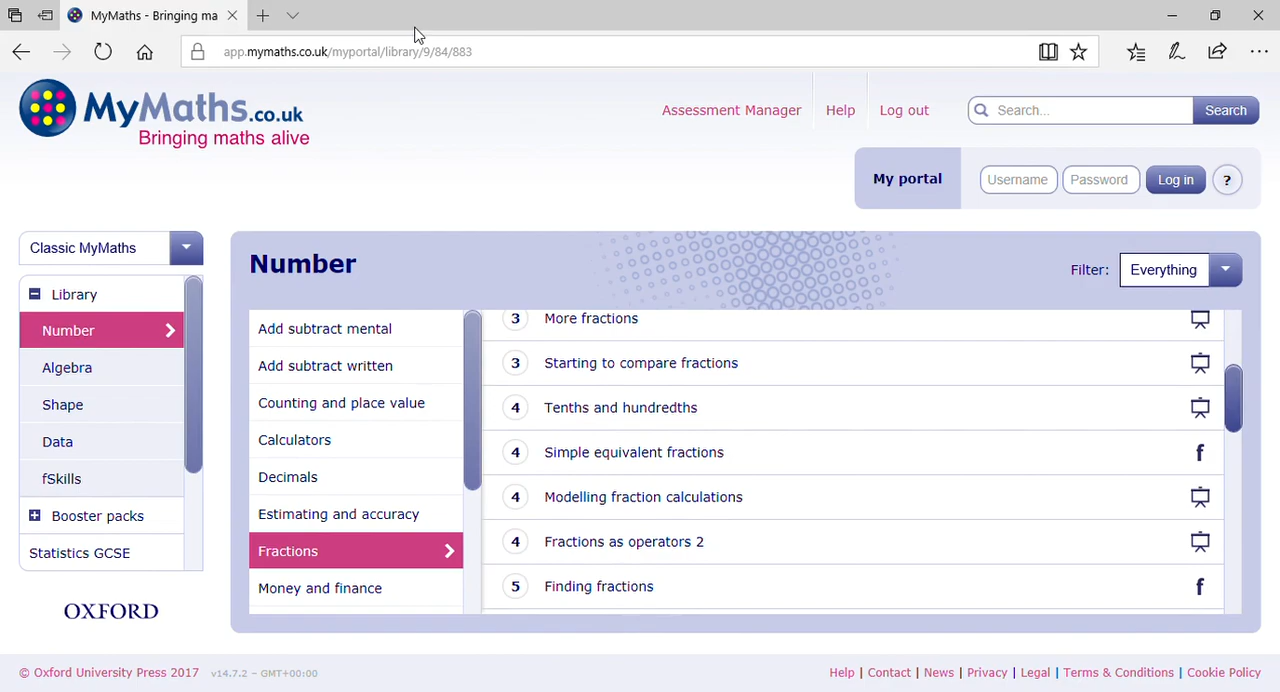 MyMaths - Bringing ma
app.mymaths.co.uk/myportal/library/9/84/883
MyMaths.co.uk
Bringing maths alive
Assessment Manager
Help
Log out
Search...
Search
My portal
Username
Password
Log in
?
Classic MyMaths
Library
Number
Algebra
Shape
Data
fSkills
Booster packs
Statistics GCSE
OXFORD
Number
Filter:
Everything
Add subtract mental
Add subtract written
Counting and place value
Calculators
Decimals
Estimating and accuracy
Fractions
Money and finance
3 More fractions
3 Starting to compare fractions
4 Tenths and hundredths
4 Simple equivalent fractions f
4 Modelling fraction calculations
4 Fractions as operators 2
5 Finding fractions f
© Oxford University Press 2017 v14.7.2 – GMT+00:00
Help | Contact | News | Privacy | Legal | Terms & Conditions | Cookie Policy